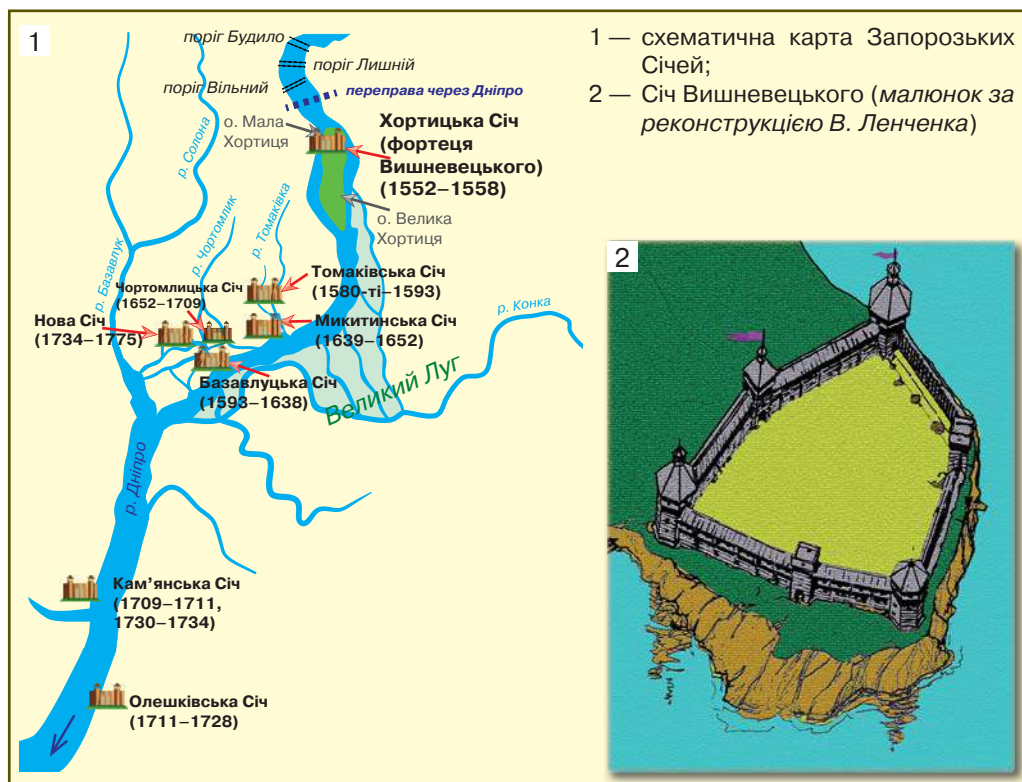 1
поріг Будило
поріг Лишній
поріг Вільний
переправа через Дніпро
о. Мала
Хортиця
Хортицька Січ
(фортеця
Вишневецького)
(1552–1558)
р. Солона
о. Велика
Хортиця
р. Томаківка
р. Чортомлик
р. Базавлук
Томаківська Січ
(1580-ті–1593)
Чортомлицька Січ
(1652–1709)
р. Конка
Нова Січ
(1734–1775)
Микитинська Січ
(1639–1652)
Базавлуцька Січ
(1593–1638)
Великий Луг
р. Дніпро
Кам’янська Січ
(1709–1711,
1730–1734)
Олешківська Січ
(1711–1728)
1 — схематична карта Запорозьких
Січей;
2 — Січ Вишневецького (малюнок за
реконструкцією В. Ленченка)
2